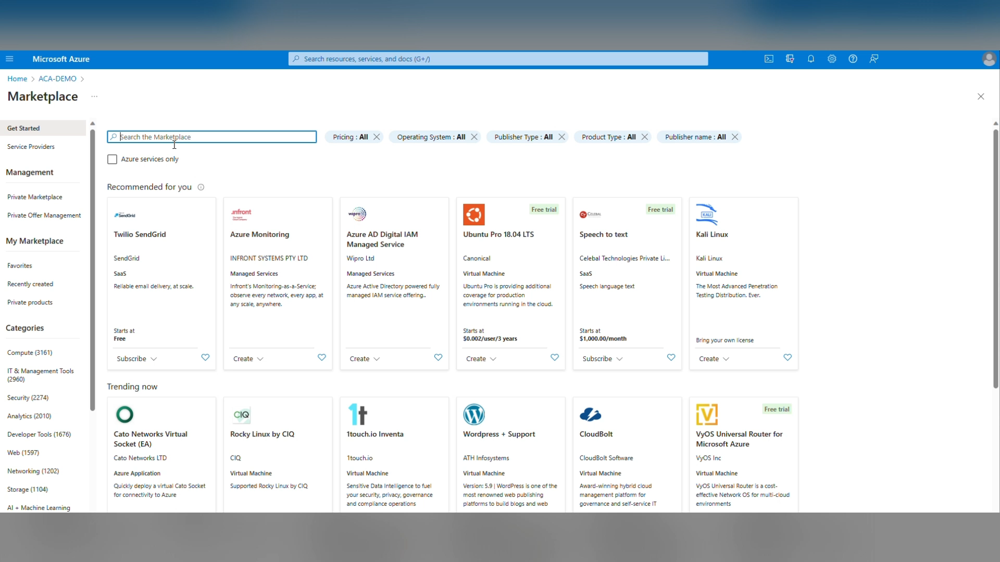 Microsoft Azure
Search resources, services, and docs (G+/)
Home > ACA-DEMO >
Marketplace ...
Get Started
Service Providers
Management
Private Marketplace
Private Offer Management
My Marketplace
Favorites
Recently created
Private products
Categories
Compute (3161)
IT & Management Tools
(2960)
Security (2274)
Analytics (2010)
Developer Tools (1676)
Web (1597)
Networking (1202)
Storage (1104)
AI + Machine Learning
Search the Marketplace
Pricing : All
Operating System : All
Publisher Type : All
Product Type : All
Publisher name : All
Azure services only
Recommended for you
SendGrid
Twilio SendGrid
SendGrid
SaaS
Reliable email delivery, at scale.
Starts at
Free
Subscribe
.infront
Azure Monitoring
INFRONT SYSTEMS PTY LTD
Managed Services
Infront's Monitoring-as-a-Service;
observe every network, every app, at
any scale, anywhere.
Create
wipro
Azure AD Digital IAM
Managed Service
Wipro Ltd
Managed Services
Azure Active Directory powered fully
managed IAM service offering..
Create
Free trial
Ubuntu Pro 18.04 LTS
Canonical
Virtual Machine
Ubuntu Pro is providing additional
coverage for production
environments running in the cloud.
Starts at
$0.002/user/3 years
Create
CELEBAL
Free trial
Speech to text
Celebal Technologies Private Li...
SaaS
Speech language text
Starts at
$1,000.00/month
Subscribe
KALI
Kali Linux
Kali Linux
Virtual Machine
The Most Advanced Penetration
Testing Distribution. Ever.
Bring your own license
Create
Trending now
Cato Networks Virtual
Socket (EA)
Cato Networks LTD
Azure Application
Quickly deploy a virtual Cato Socket
for connectivity to Azure
CIQ
Rocky Linux by CIQ
CIQ
Virtual Machine
Supported Rocky Linux by CIQ
1t
1touch.io Inventa
1touch.io
Virtual Machine
Sensitive Data Intelligence to fuel
your security, privacy, governance
and compliance operations
Wordpress + Support
ATH Infosystems
Virtual Machine
Version: 5.9 | WordPress is one of the
most renowned web publishing
platforms to build blogs and web
CloudBolt
CloudBolt Software
Virtual Machine
Award-winning hybrid cloud
management platform for
governance and self-service IT
Free trial
VyOS Universal Router for
Microsoft Azure
VyOS Inc
Virtual Machine
VyOS Universal Router is a cost-
effective Network OS for multi-cloud
environments